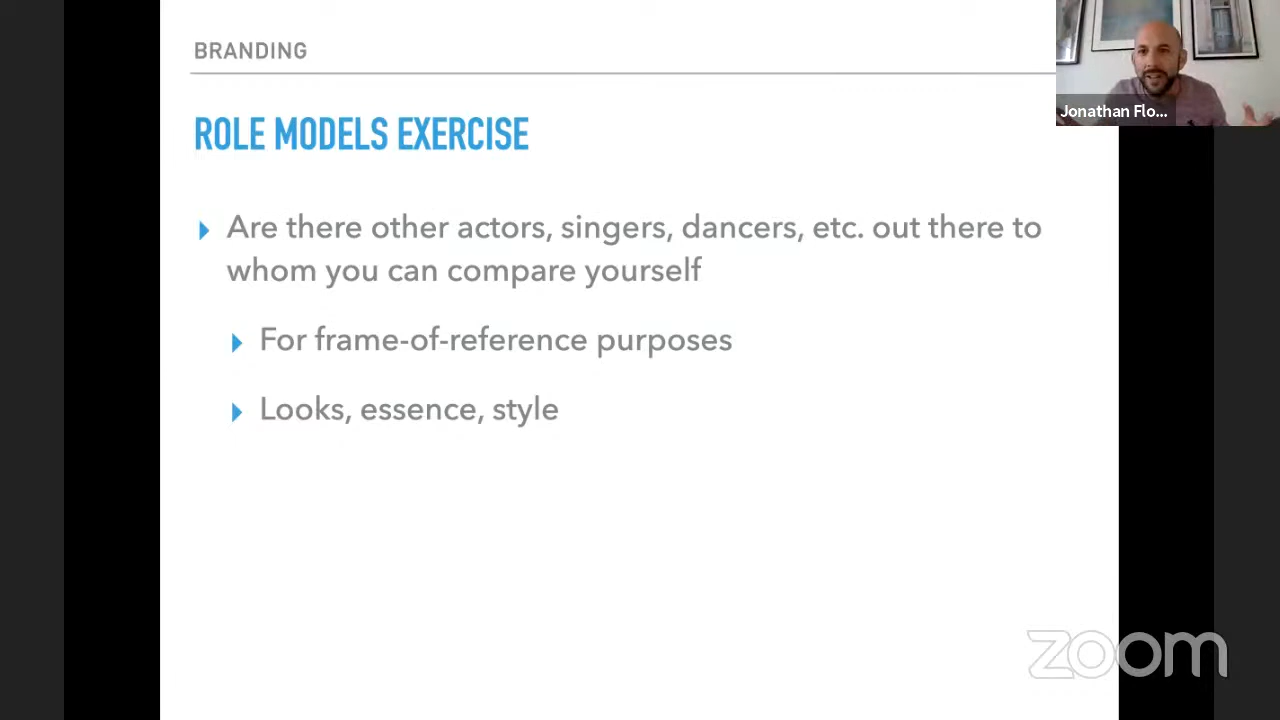 BRANDING
Jonathan Flo...
ROLE MODELS EXERCISE
Are there other actors, singers, dancers, etc. out there to
whom you can compare yourself
For frame-of-reference purposes
Looks, essence, style
zoom